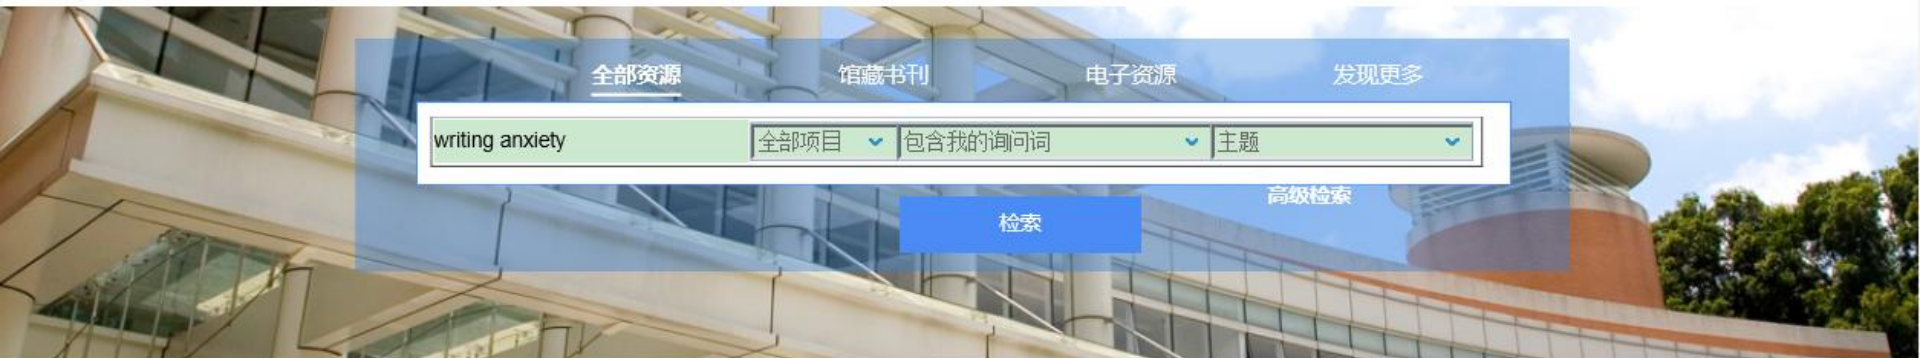 全部资源 馆藏书刊 电子资源 发现更多
writing anxiety 全部项目 包含我的询问词 主题
高级检索
检索